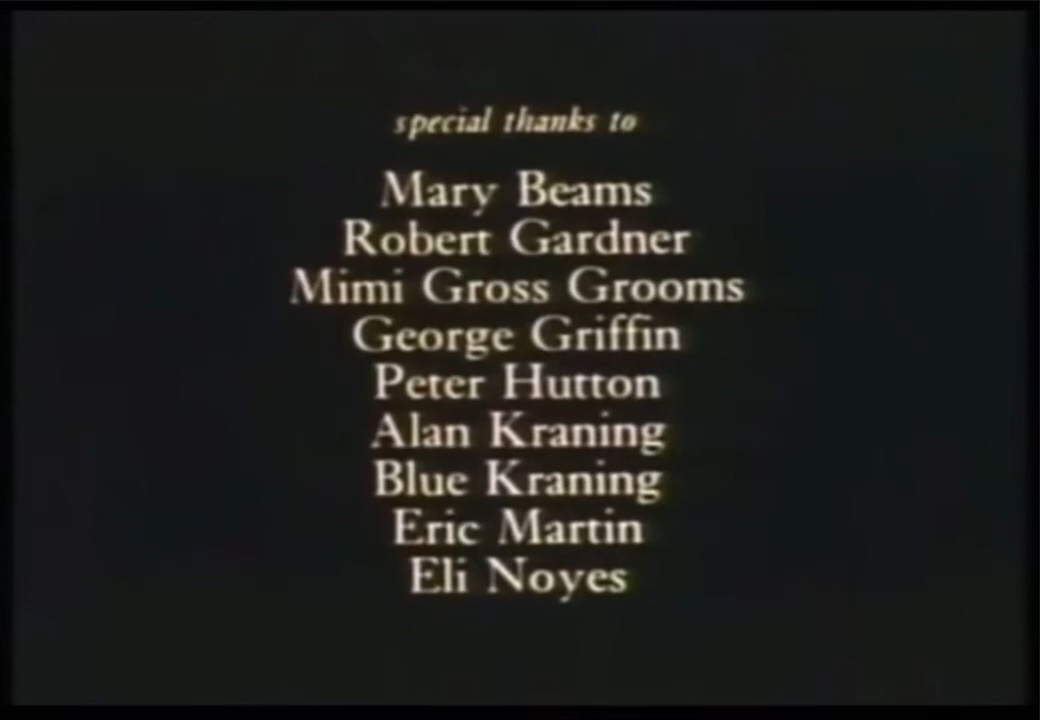 special thanks to
Mary Beams
Robert Gardner
Mimi Gross Grooms
George Griffin
Peter Hutton
Alan Kraning
Blue Kraning
Eric Martin
Eli Noyes